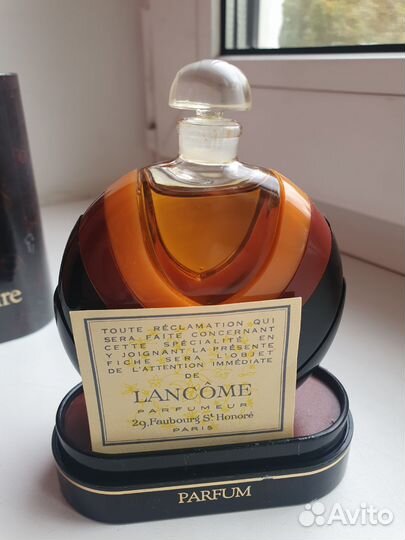 re
TOUTE RÉCLAMATION QUI
SERA FAITE CONCERNANT
CETTE SPÉCIALITÉ EN
Y JOIGNANT LA PRÉSENTE
FICHE SERA L'OBJET
DE L'ATTENTION IMMÉDIATE
DE
LANCÔME
PARFUMEUR
29, Faubourg St Honoré
PARIS
PARFUM
Avito